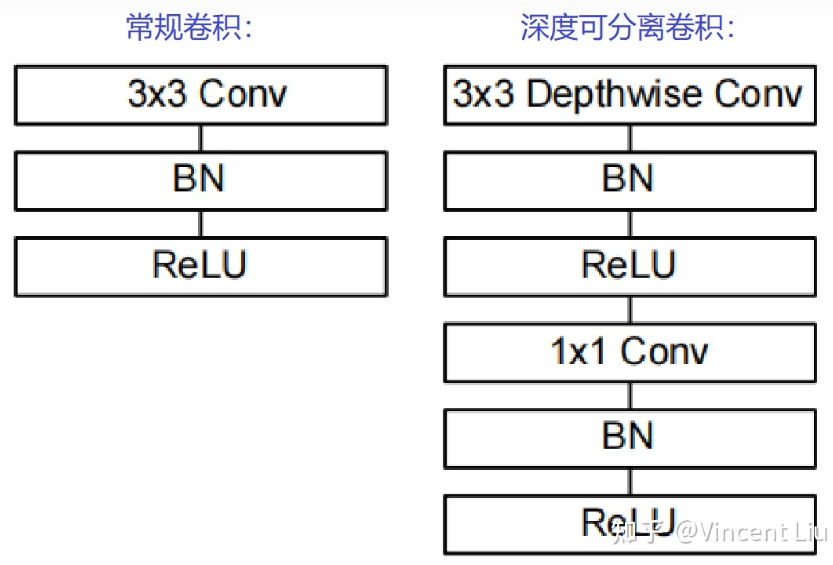 常规卷积：
3x3 Conv
BN
ReLU
深度可分离卷积：
3x3 Depthwise Conv
BN
ReLU
1x1 Conv
BN
ReLU
知乎 @Vincent Liu